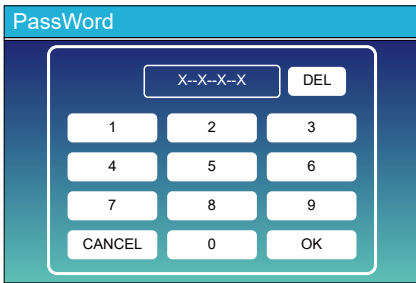 PassWord
X--X--X--X DEL
1 2 3
4 5 6
7 8 9
CANCEL 0 OK